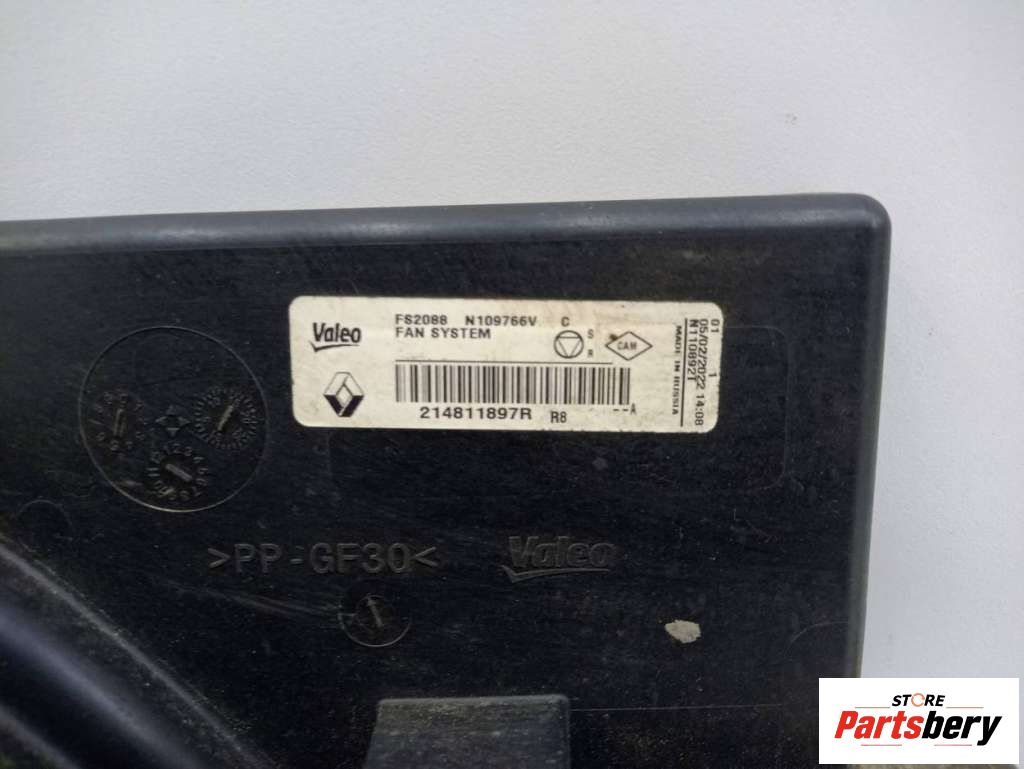 Valeo
FS2088 N109766V C
FAN SYSTEM
S
R
CAM
214811897R R8 --A
01 1
05/02/2022 14:08
N110892T
MADE IN RUSSIA
>PP-GF30<
Valeo
STORE
Partsbery